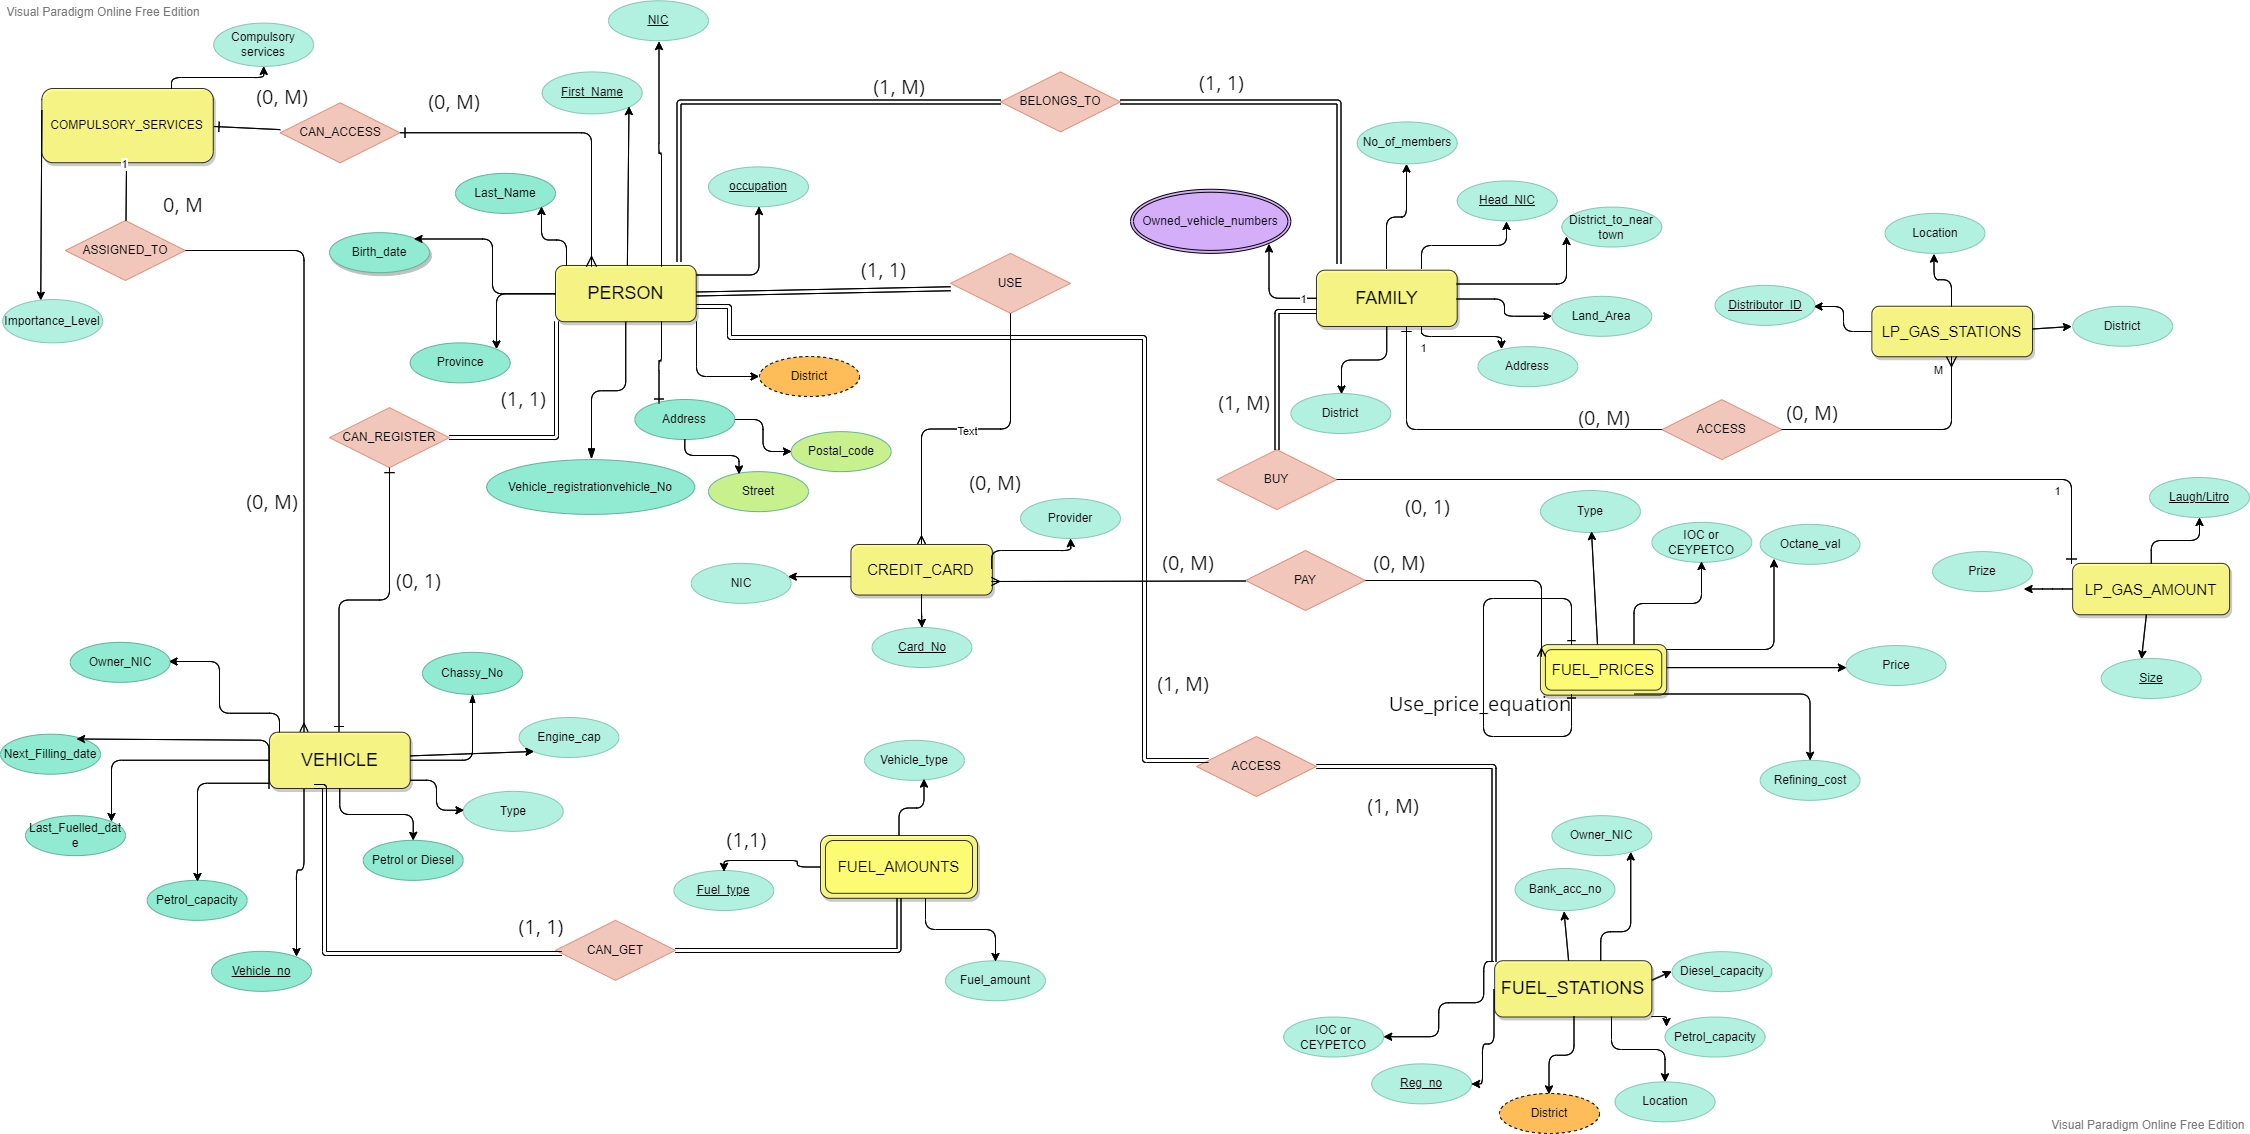 Visual Paradigm Online Free Edition
NIC
Compulsory
services
First_Name
(0, M)
(0, M)
(1, M)
BELONGS_TO
(1, 1)
COMPULSORY_SERVICES
CAN_ACCESS
No_of_members
1
Last_Name
occupation
0, M
Owned_vehicle_numbers
Head_NIC
District_to_near
town
Location
ASSIGNED_TO
Birth_date
(1, 1)
USE
PERSON
FAMILY
1
Distributor_ID
Importance_Level
Land_Area
LP_GAS_STATIONS
District
1
Province
District
Address
M
(1, 1)
(1, M)
District
(0, M)
(0, M)
Address
CAN_REGISTER
Text
ACCESS
Postal_code
Vehicle_registrationvehicle_No
Street
(0, M)
BUY
1
Laugh/Litro
(0, M)
(0, 1)
Provider
Type
IOC or
CEYPETCO
Octane_val
(0, M)
PAY
(0, M)
CREDIT_CARD
NIC
(0, 1)
Prize
LP_GAS_AMOUNT
Card_No
Owner_NIC
Chassy_No
FUEL_PRICES
Price
Size
(1, M)
Use_price_equation
Next_Filling_date
VEHICLE
Engine_cap
Vehicle_type
ACCESS
Refining_cost
Type
(1, M)
Last_Fuelled_dat
e
Petrol or Diesel
(1,1)
FUEL_AMOUNTS
Owner_NIC
Petrol_capacity
Fuel_type
Bank_acc_no
(1, 1)
CAN_GET
Vehicle_no
Fuel_amount
Diesel_capacity
FUEL_STATIONS
IOC or
CEYPETCO
Petrol_capacity
Reg_no
District
Location
Visual Paradigm Online Free Edition